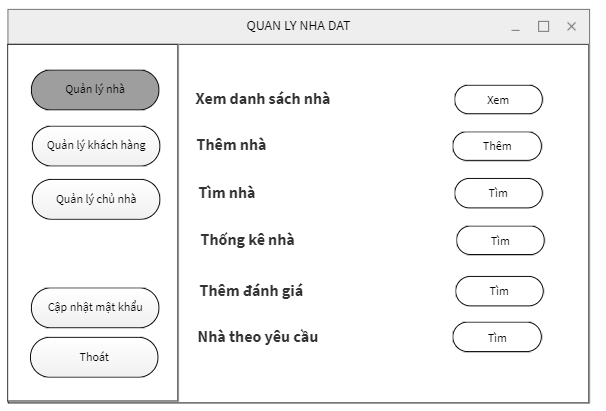 QUAN LY NHA DAT
Quản lý nhà
Quản lý khách hàng
Quản lý chủ nhà
Cập nhật mật khẩu
Thoát
Xem danh sách nhà
Xem
Thêm nhà
Thêm
Tìm nhà
Tìm
Thống kê nhà
Tìm
Thêm đánh giá
Tìm
Nhà theo yêu cầu
Tìm